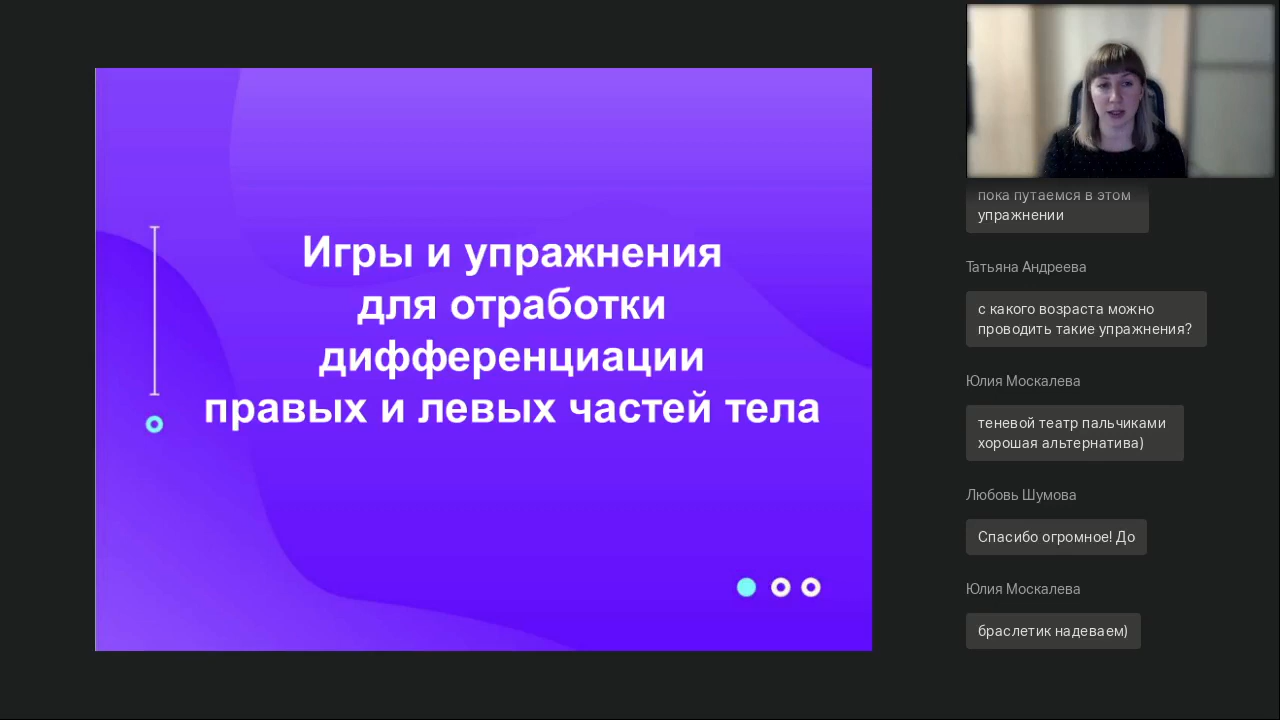 Игры и упражнения
для отработки
дифференциации
правых и левых частей тела
пока путаемся в этом
упражнении
Татьяна Андреева
с какого возраста можно
проводить такие упражнения?
Юлия Москалева
теневой театр пальчиками
хорошая альтернатива)
Любовь Шумова
Спасибо огромное! До
Юлия Москалева
браслетик надеваем)